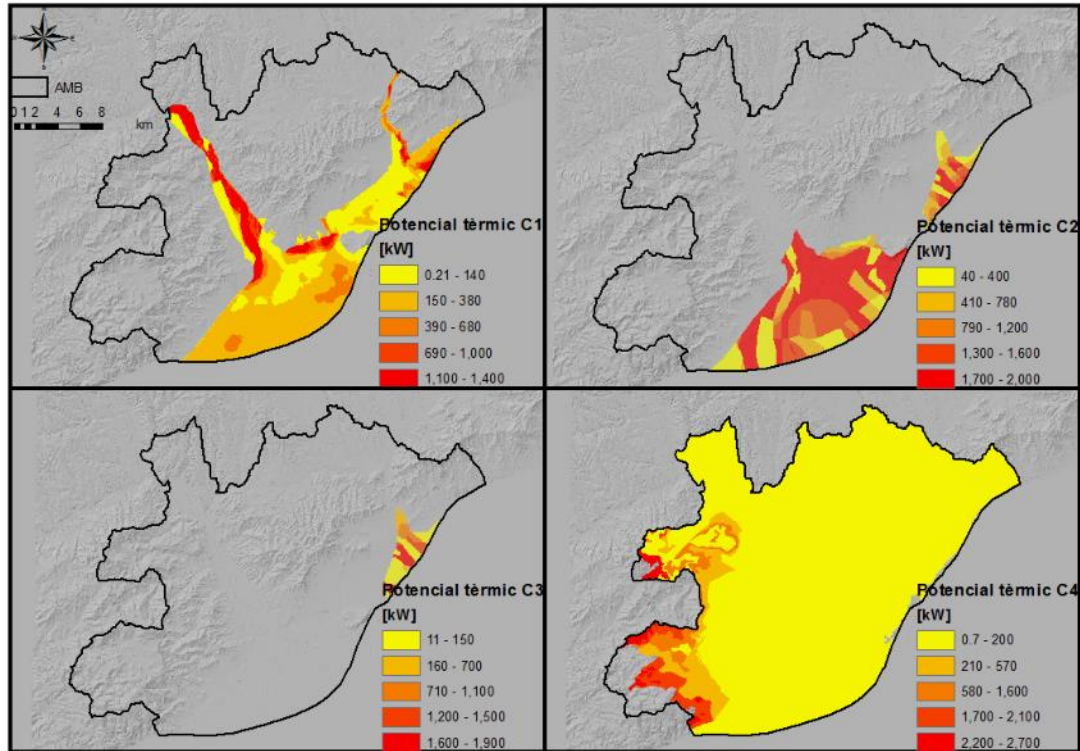 AMB
0 1 2 4 6 8
km
Potencial tèrmic C1
[kW]
0.21 - 140
150 - 380
390 - 680
690 - 1,000
1,100 - 1,400
Potencial tèrmic C2
[kW]
40 - 400
410 - 780
790 - 1,200
1,300 - 1,600
1,700 - 2,000
Potencial tèrmic C3
[kW]
11 - 150
160 - 700
710 - 1,100
1,200 - 1,500
1,600 - 1,900
Potencial tèrmic C4
[kW]
0.7 - 200
210 - 570
580 - 1,600
1,700 - 2,100
2,200 - 2,700